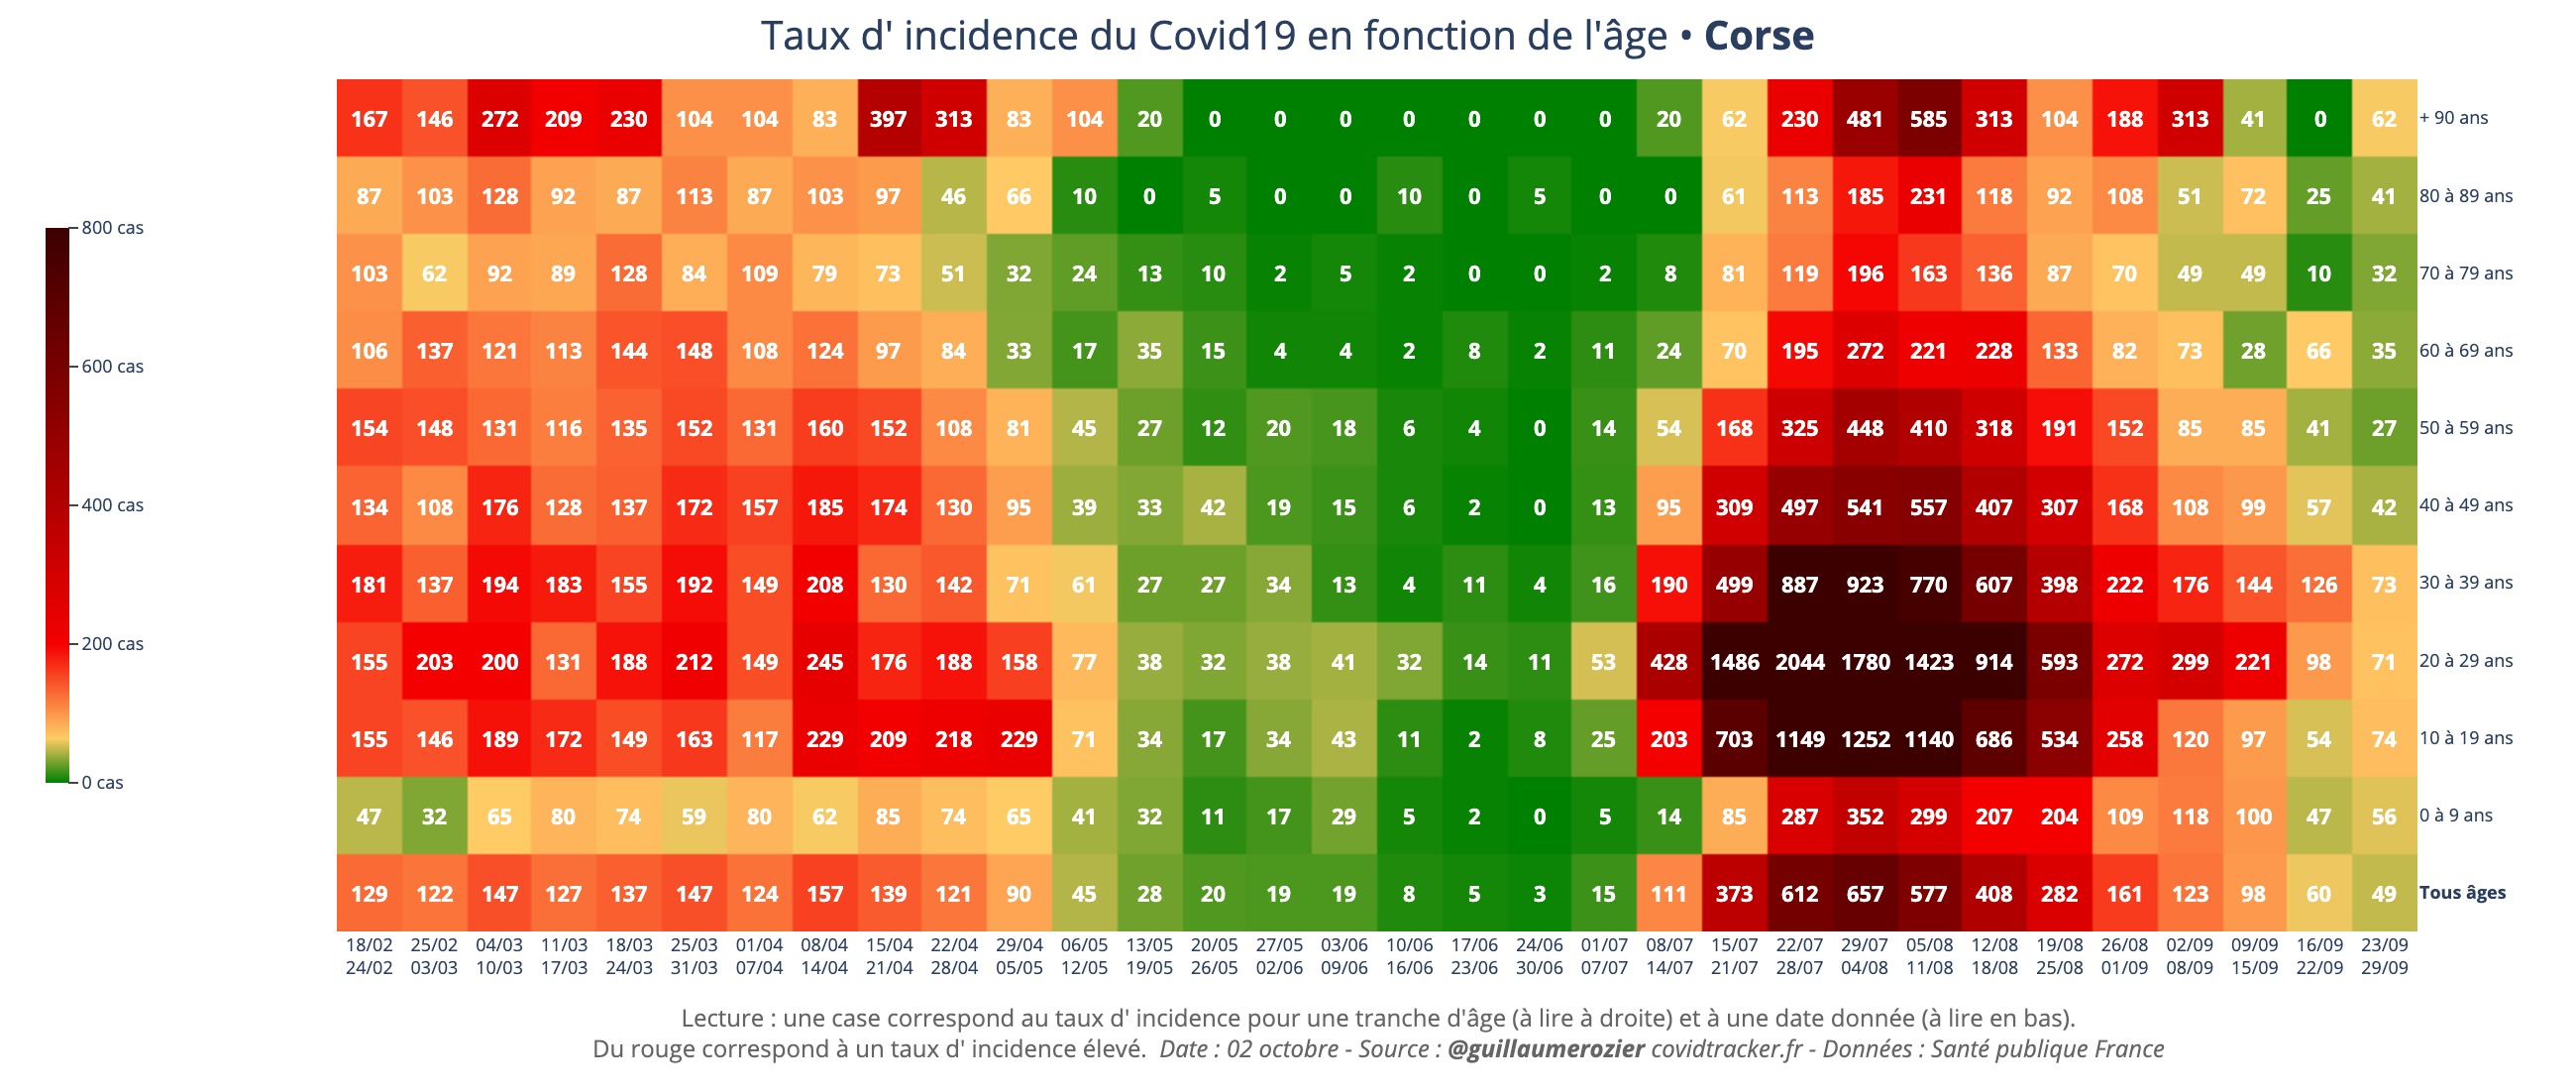 Taux d' incidence du Covid19 en fonction de l'âge • Corse
167 146 272 209 230 104 104 83 397 313 83 104 20 0 0 0 0 0 0 0 20 62 230 481 585 313 104 188 313 41 0 62 + 90 ans
87 103 128 92 87 113 87 103 97 46 66 10 0 5 0 0 10 0 5 0 0 61 113 185 231 118 92 108 51 72 25 41 80 à 89 ans
800 cas
103 62 92 89 128 84 109 79 73 51 32 24 13 10 2 5 2 0 0 2 8 81 119 196 163 136 87 70 49 49 10 32 70 à 79 ans
106 137 121 113 144 148 108 124 97 84 33 17 35 15 4 4 2 8 2 11 24 70 195 272 221 228 133 82 73 28 66 35 60 à 69 ans
600 cas
154 148 131 116 135 152 131 160 152 108 81 45 27 12 20 18 6 4 0 14 54 168 325 448 410 318 191 152 85 85 41 27 50 à 59 ans
400 cas
134 108 176 128 137 172 157 185 174 130 95 39 33 42 19 15 6 2 0 13 95 309 497 541 557 407 307 168 108 99 57 42 40 à 49 ans
181 137 194 183 155 192 149 208 130 142 71 61 27 27 34 13 4 11 4 16 190 499 887 923 770 607 398 222 176 144 126 73 30 à 39 ans
200 cas
155 203 200 131 188 212 149 245 176 188 158 77 38 32 38 41 32 14 11 53 428 1486 2044 1780 1423 914 593 272 299 221 98 71 20 à 29 ans
155 146 189 172 149 163 117 229 209 218 229 71 34 17 34 43 11 2 8 25 203 703 1149 1252 1140 686 534 258 120 97 54 74 10 à 19 ans
0 cas
47 32 65 80 74 59 80 62 85 74 65 41 32 11 17 29 5 2 0 5 14 85 287 352 299 207 204 109 118 100 47 56 0 à 9 ans
129 122 147 127 137 147 124 157 139 121 90 45 28 20 19 19 8 5 3 15 111 373 612 657 577 408 282 161 123 98 60 49 Tous âges
18/02 25/02 04/03 11/03 18/03 25/03 01/04 08/04 15/04 22/04 29/04 06/05 13/05 20/05 27/05 03/06 10/06 17/06 24/06 01/07 08/07 15/07 22/07 29/07 05/08 12/08 19/08 26/08 02/09 09/09 16/09 23/09
24/02 03/03 10/03 17/03 24/03 31/03 07/04 14/04 21/04 28/04 05/05 12/05 19/05 26/05 02/06 09/06 16/06 23/06 30/06 07/07 14/07 21/07 28/07 04/08 11/08 18/08 25/08 01/09 08/09 15/09 22/09 29/09
Lecture : une case correspond au taux d' incidence pour une tranche d'âge (à lire à droite) et à une date donnée (à lire en bas).
Du rouge correspond à un taux d' incidence élevé. Date : 02 octobre - Source : @guillaumerozier covidtracker.fr - Données : Santé publique France